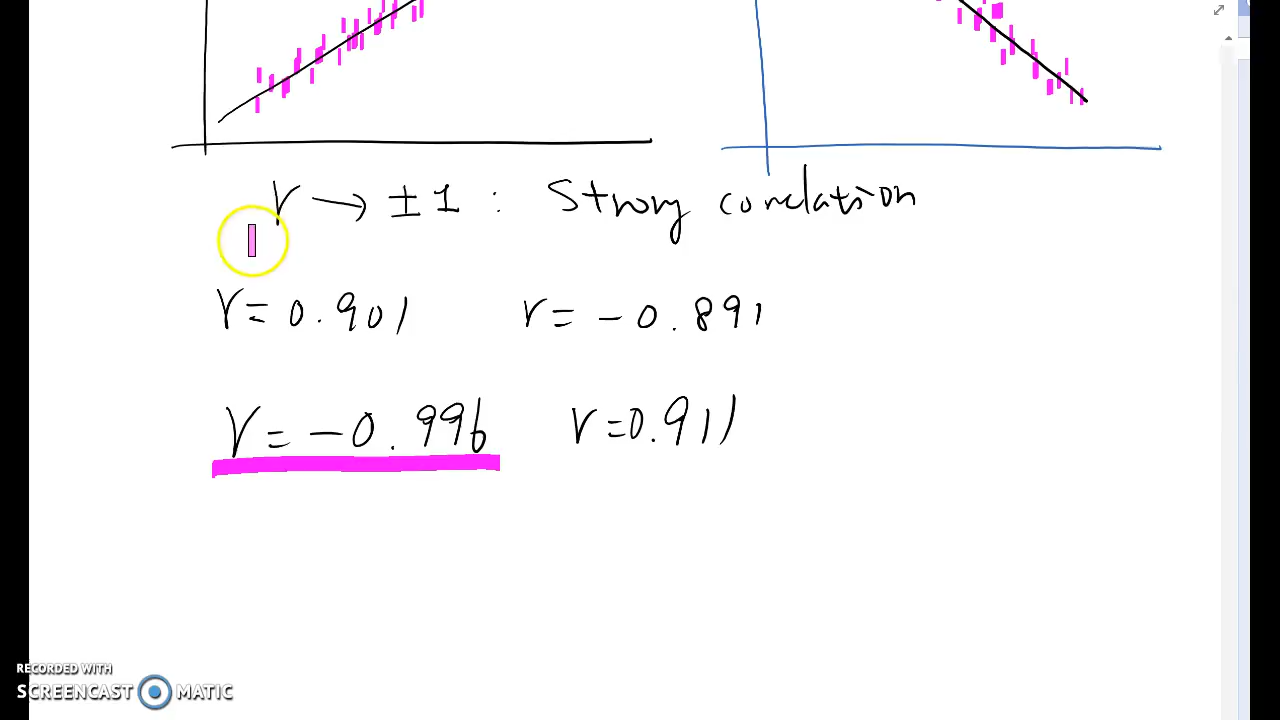 r → ±1 : Strong correlation
r = 0.901 r = -0.891
r = -0.996 r = 0.911
RECORDED WITH
SCREENCAST MATIC